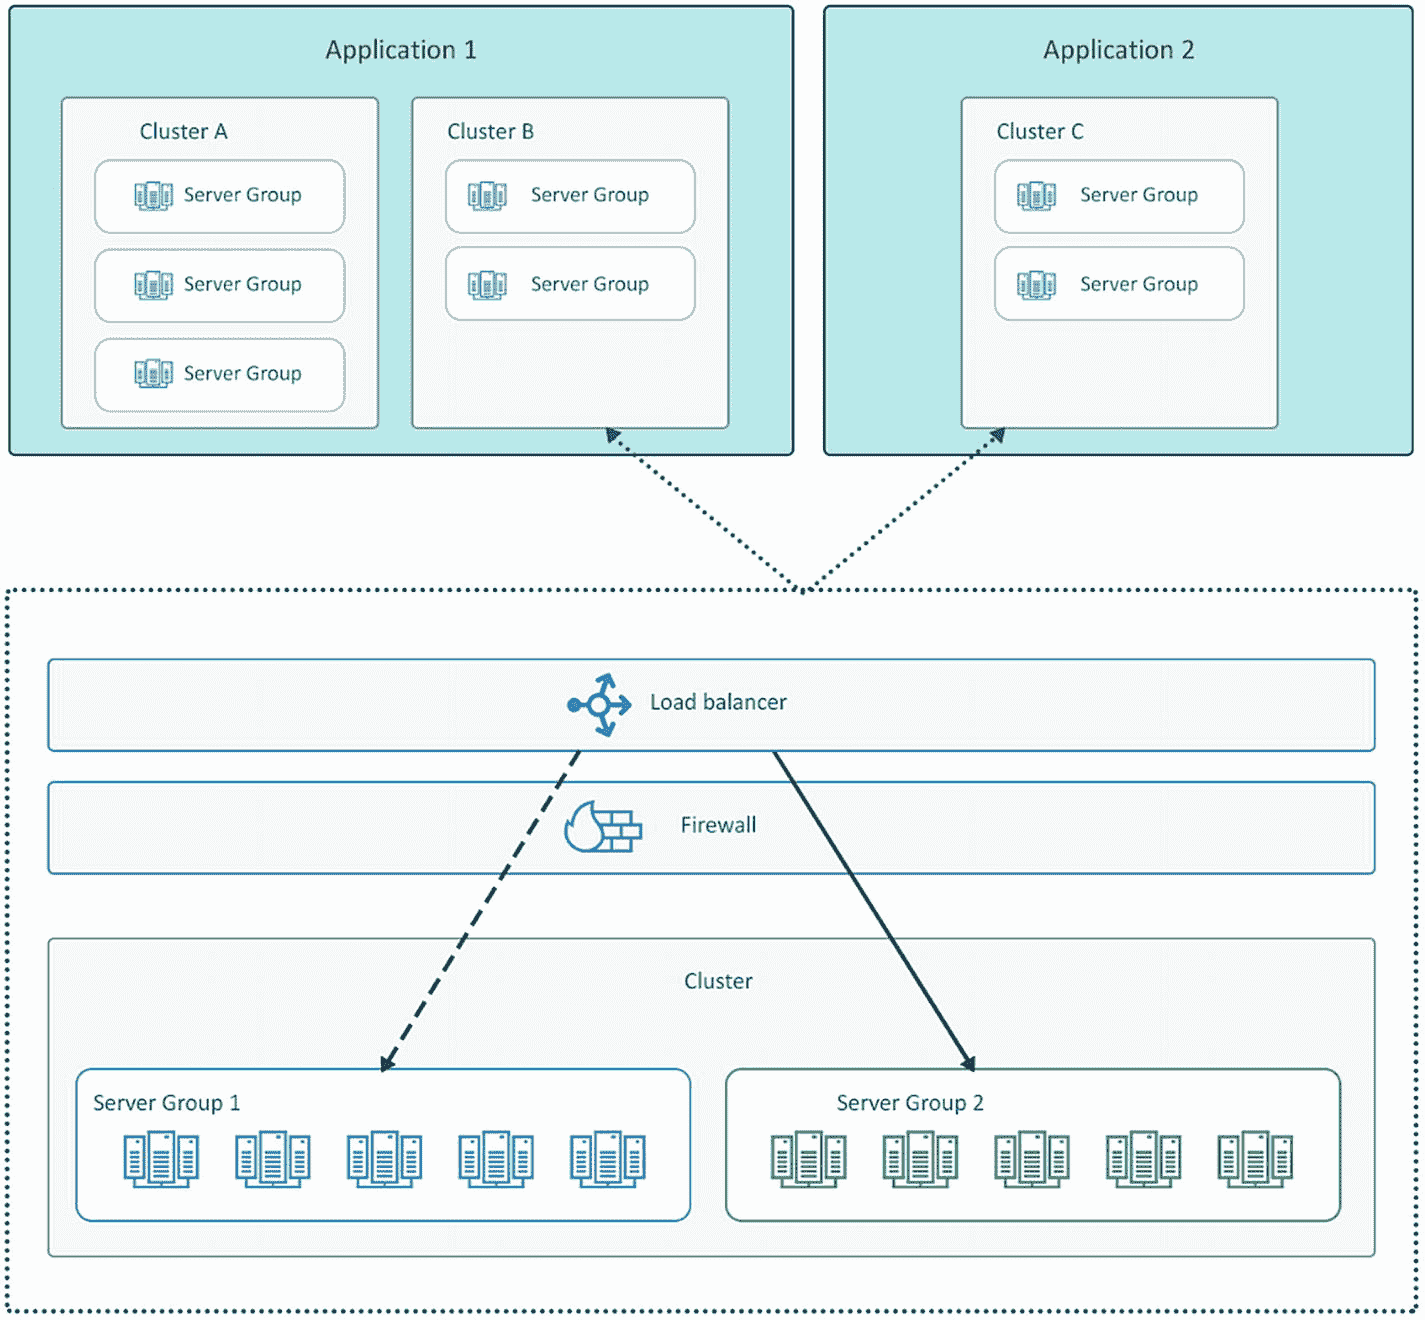 Application 1
Application 2
Cluster A
Server Group
Server Group
Server Group
Cluster B
Server Group
Server Group
Cluster C
Server Group
Server Group
Load balancer
Firewall
Cluster
Server Group 1
Server Group 2